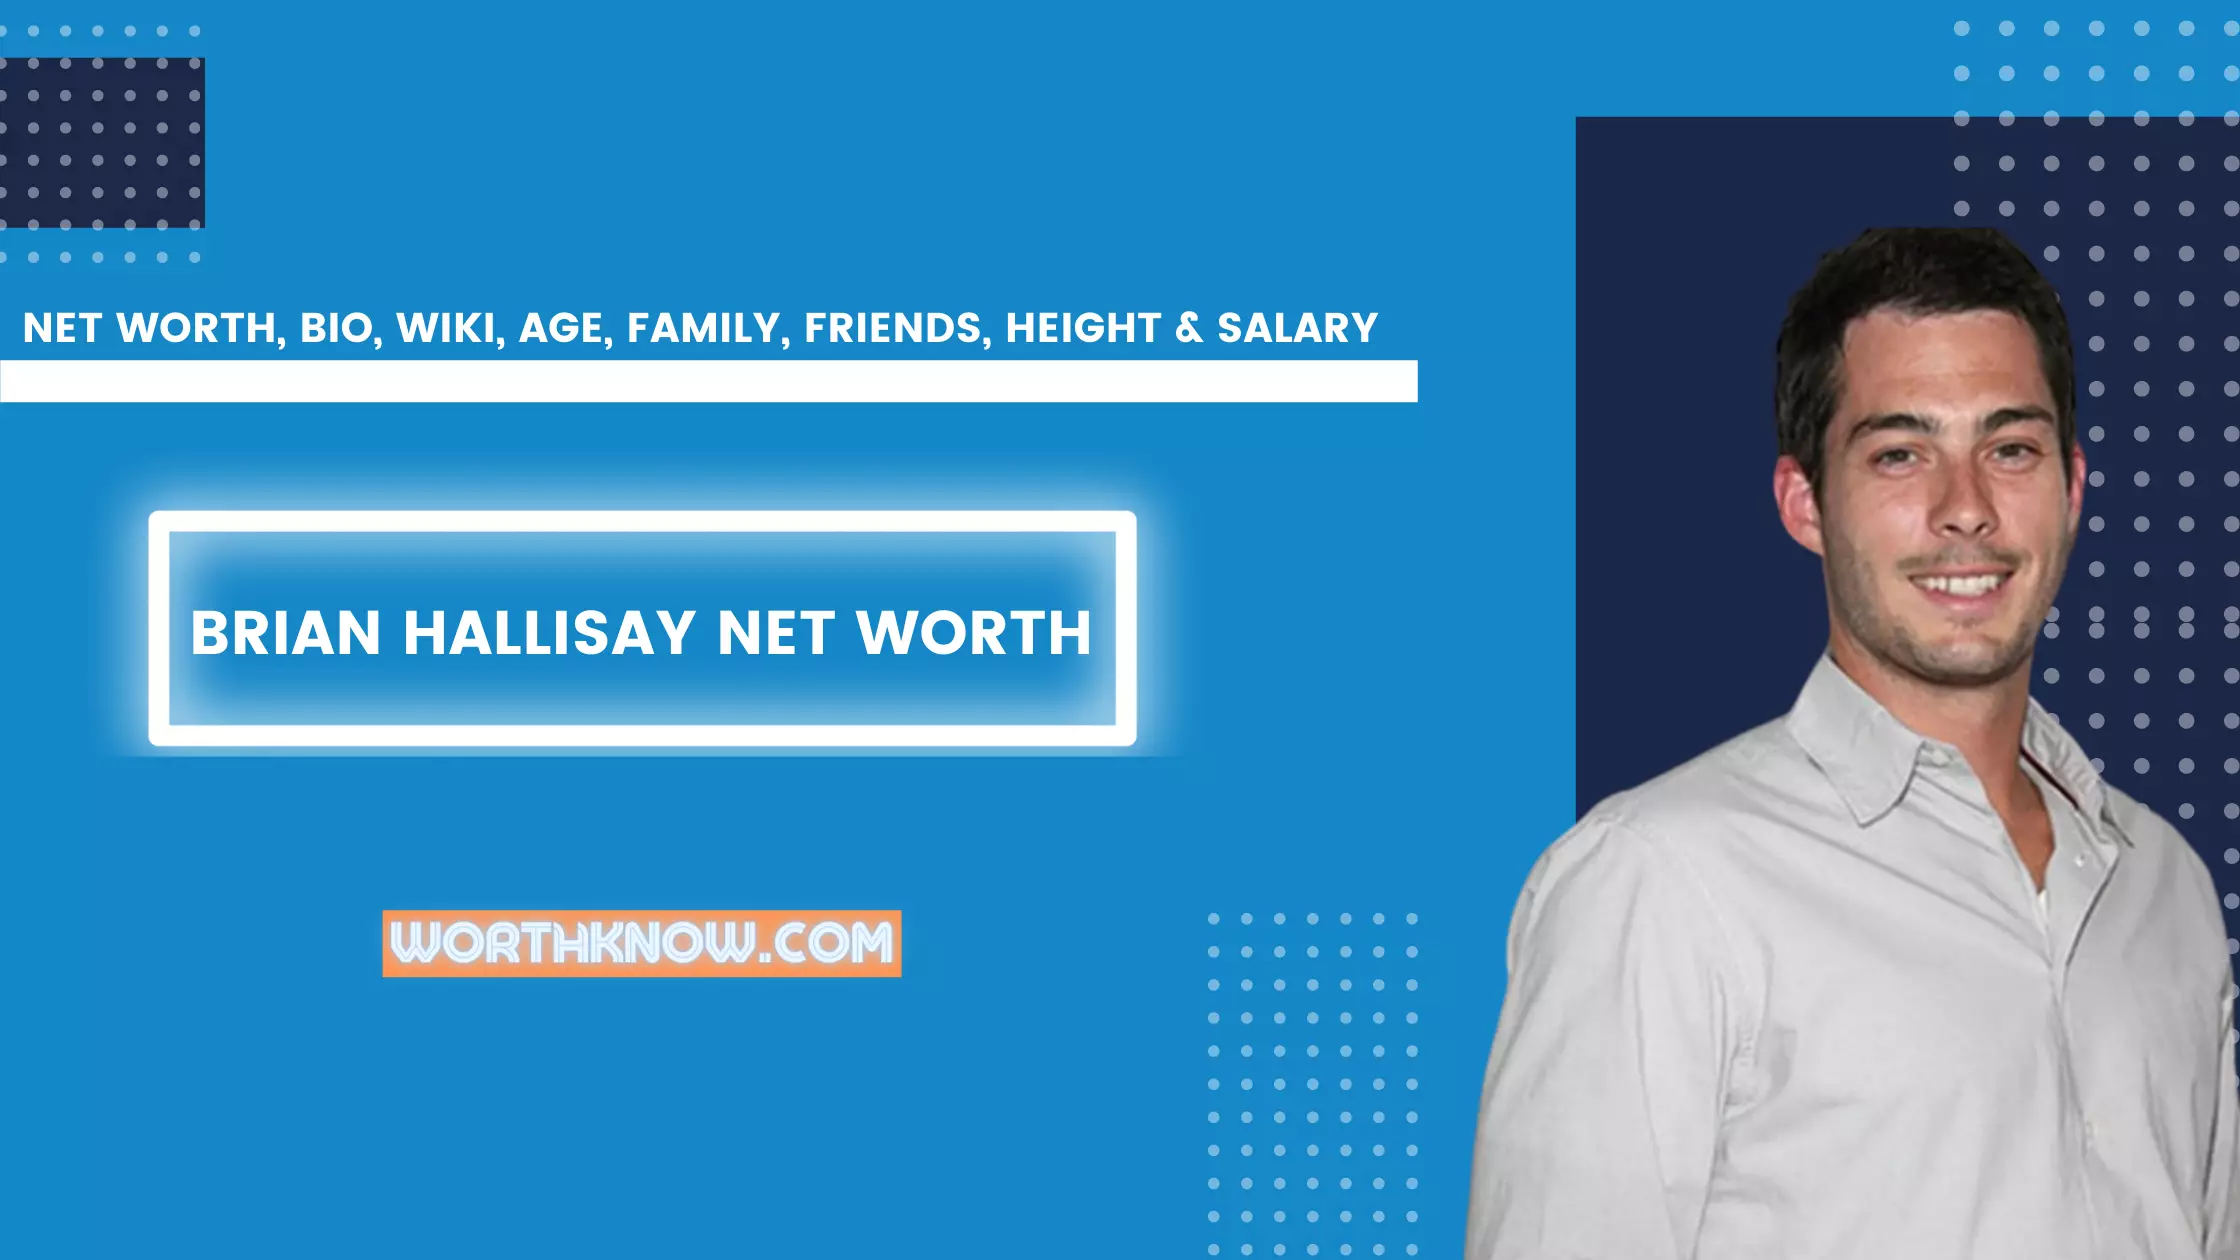 NET WORTH, BIO, WIKI, AGE, FAMILY, FRIENDS, HEIGHT & SALARY
BRIAN HALLISAY NET WORTH
WORTHKNOW.COM